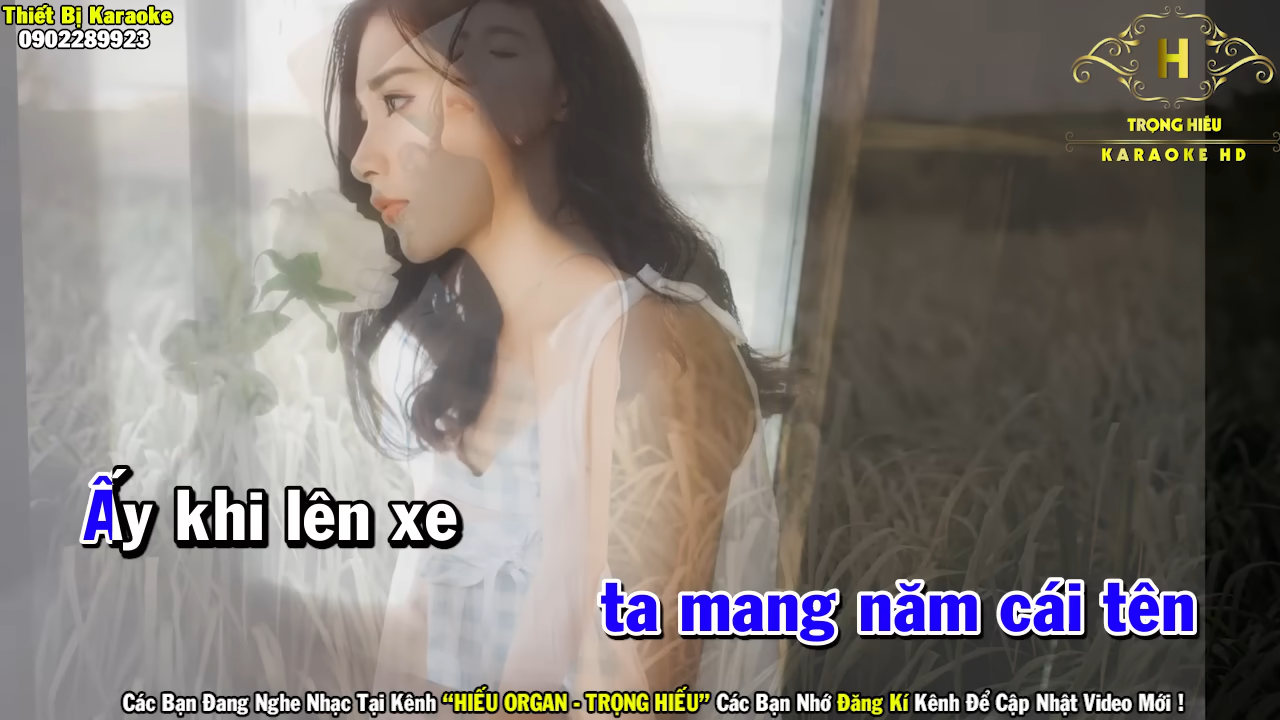 Thiết Bị Karaoke
0902289923
H
TRỌNG HIẾU
KARAOKE HD
Ấy khi lên xe
ta mang năm cái tên
Các Bạn Đang Nghe Nhạc Tại Kênh “HIẾU ORGAN - TRỌNG HIẾU” Các Bạn Nhớ Đăng Kí Kênh Để Cập Nhật Video Mới !